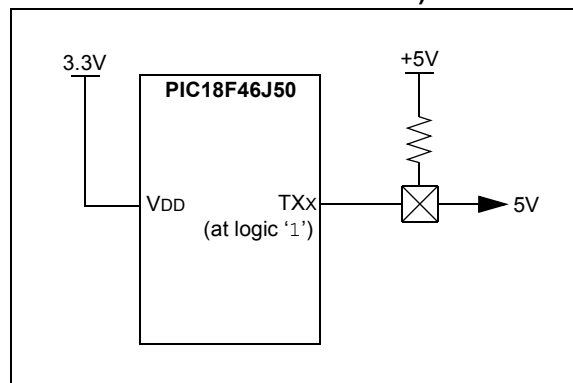 3.3V
+5V
PIC18F46J50
VDD
TXX
5V
(at logic ‘1’)